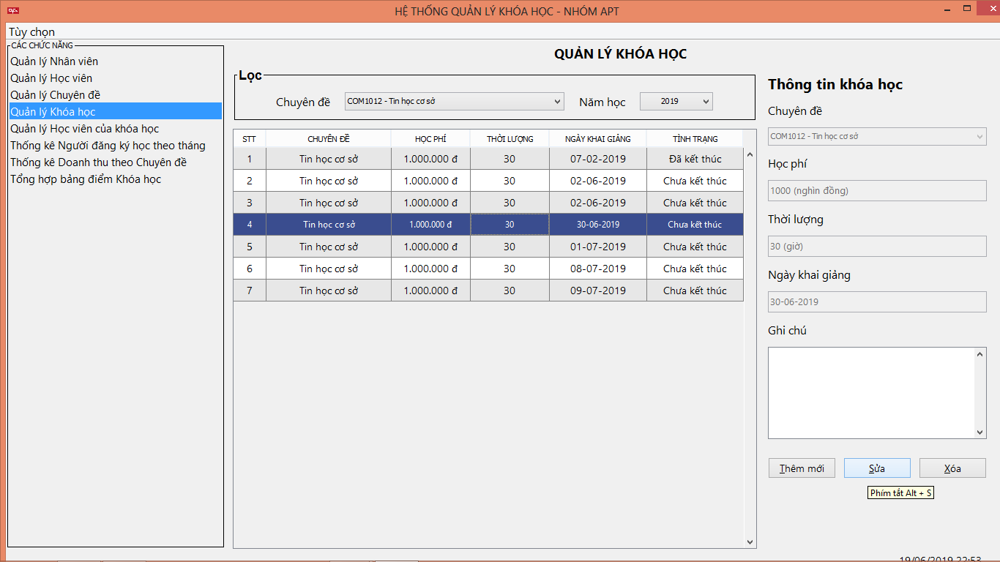 HỆ THỐNG QUẢN LÝ KHÓA HỌC - NHÓM APT
Tùy chọn
CÁC CHỨC NĂNG
Quản lý Nhân viên
Quản lý Học viên
Quản lý Chuyên đề
Quản lý Khóa học
Quản lý Học viên của khóa học
Thống kê Người đăng ký học theo tháng
Thống kê Doanh thu theo Chuyên đề
Tổng hợp bảng điểm Khóa học
QUẢN LÝ KHÓA HỌC
Lọc
Chuyên đề COM1012 - Tin học cơ sở Năm học 2019
STT CHUYÊN ĐỀ HỌC PHÍ THỜI LƯỢNG NGÀY KHAI GIẢNG TÌNH TRẠNG
1 Tin học cơ sở 1.000.000 đ 30 07-02-2019 Đã kết thúc
2 Tin học cơ sở 1.000.000 đ 30 02-06-2019 Chưa kết thúc
3 Tin học cơ sở 1.000.000 đ 30 02-06-2019 Chưa kết thúc
4 Tin học cơ sở 1.000.000 đ 30 30-06-2019 Chưa kết thúc
5 Tin học cơ sở 1.000.000 đ 30 01-07-2019 Chưa kết thúc
6 Tin học cơ sở 1.000.000 đ 30 08-07-2019 Chưa kết thúc
7 Tin học cơ sở 1.000.000 đ 30 09-07-2019 Chưa kết thúc
Thông tin khóa học
Chuyên đề
COM1012 - Tin học cơ sở
Học phí
1000 (nghìn đồng)
Thời lượng
30 (giờ)
Ngày khai giảng
30-06-2019
Ghi chú
Thêm mới Sửa Xóa
Phím tắt Alt + S
19/06/2019 22:53